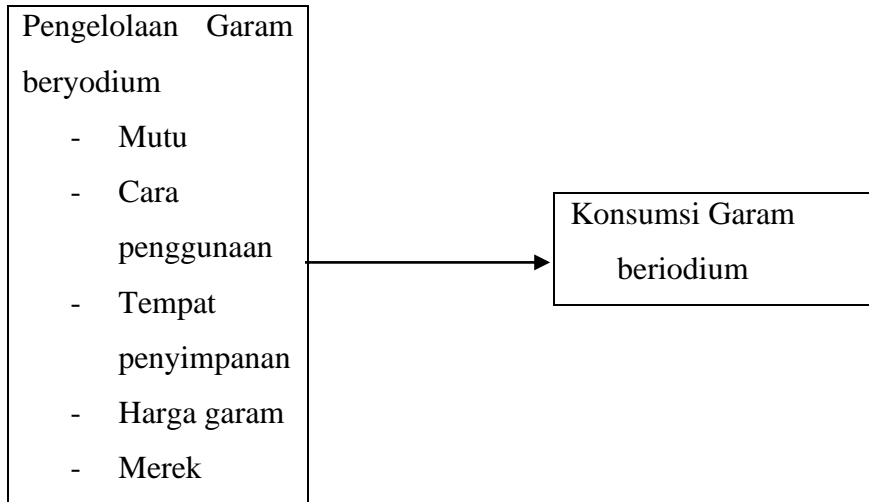 Pengelolaan Garam
beryodium
- Mutu
- Cara
penggunaan
- Tempat
penyimpanan
- Harga garam
- Merek
Konsumsi Garam
beriodium